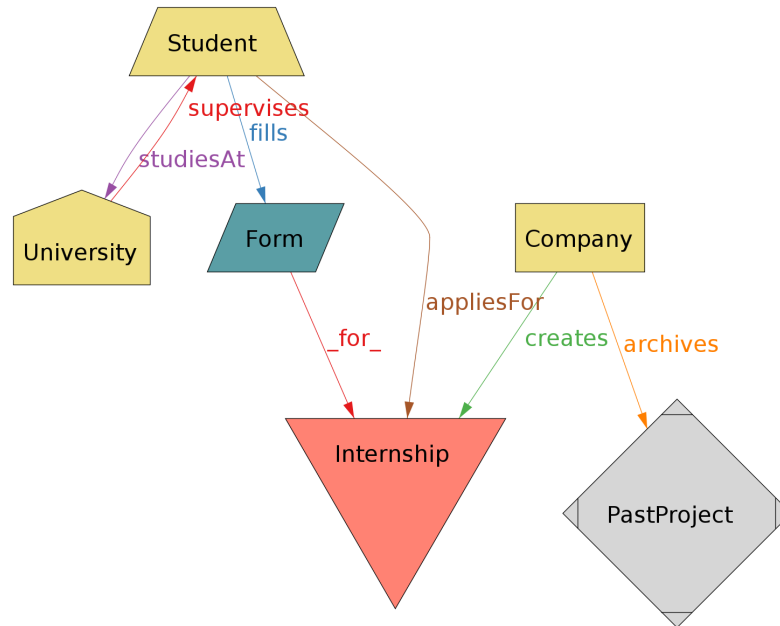 Student
supervises
fills
studiesAt
University
Form
Company
appliesFor
_for_
creates
archives
Internship
PastProject